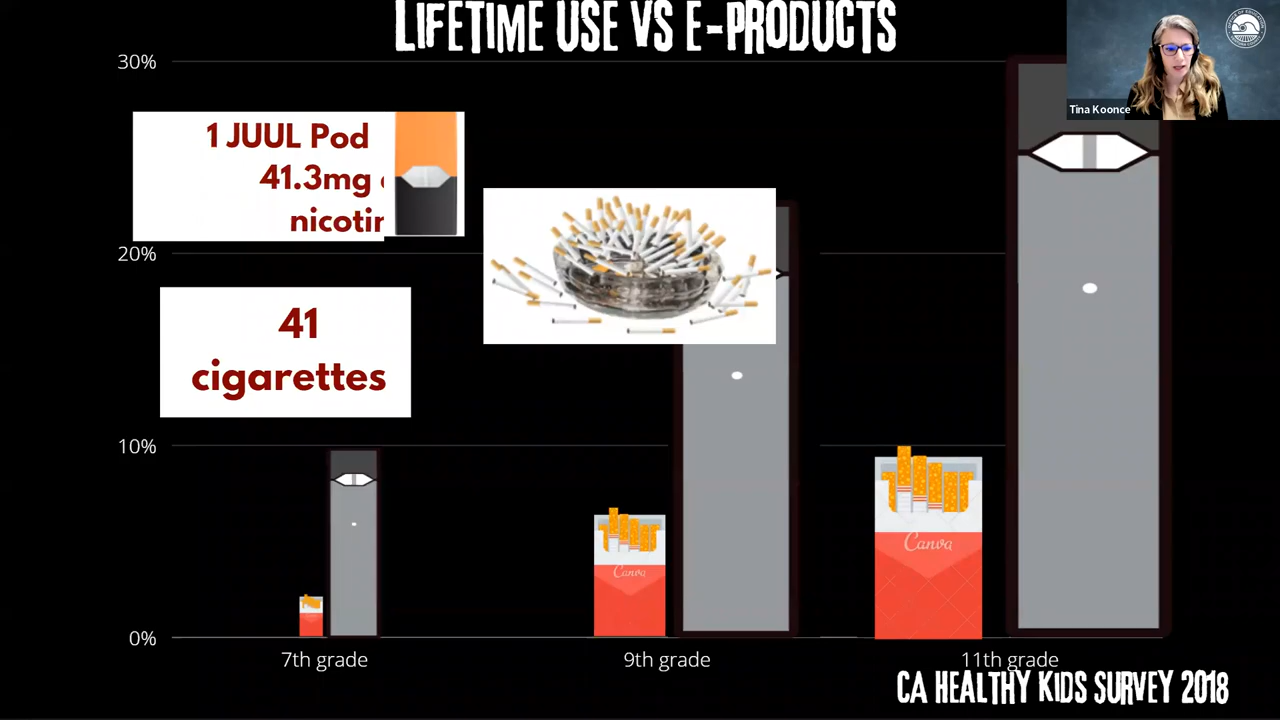 LIFETIME USE VS E-PRODUCTS
Tina Koonce
30%
20%
10%
0%
1 JUUL Pod
41.3mg
41
cigarettes
Canva
Canva
7th grade
9th grade
11th grade
CA HEALTHY KIDS SURVEY 2018